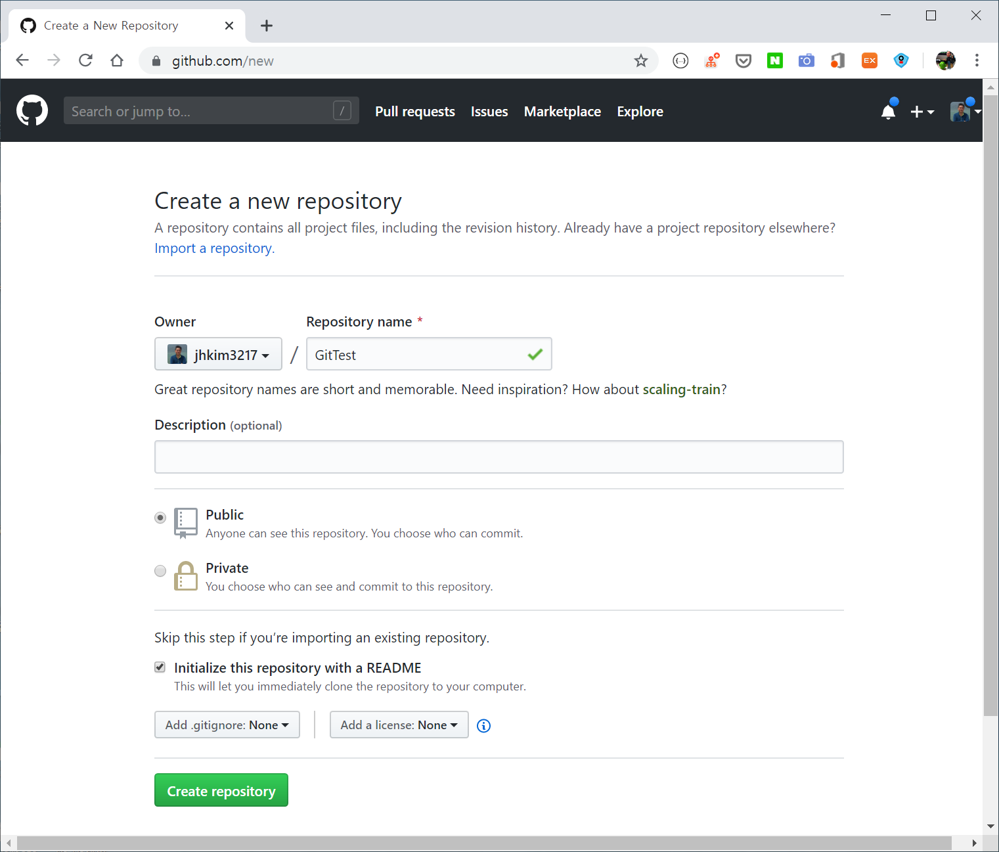 Create a New Repository
github.com/new
{...}
N
EX
Search or jump to...
/
Pull requests
Issues
Marketplace
Explore
Create a new repository
A repository contains all project files, including the revision history. Already have a project repository elsewhere?
Import a repository.
Owner
Repository name *
jhkim3217
/
GitTest
Great repository names are short and memorable. Need inspiration? How about scaling-train?
Description (optional)
Public
Anyone can see this repository. You choose who can commit.
Private
You choose who can see and commit to this repository.
Skip this step if you’re importing an existing repository.
Initialize this repository with a README
This will let you immediately clone the repository to your computer.
Add .gitignore: None
Add a license: None
Create repository